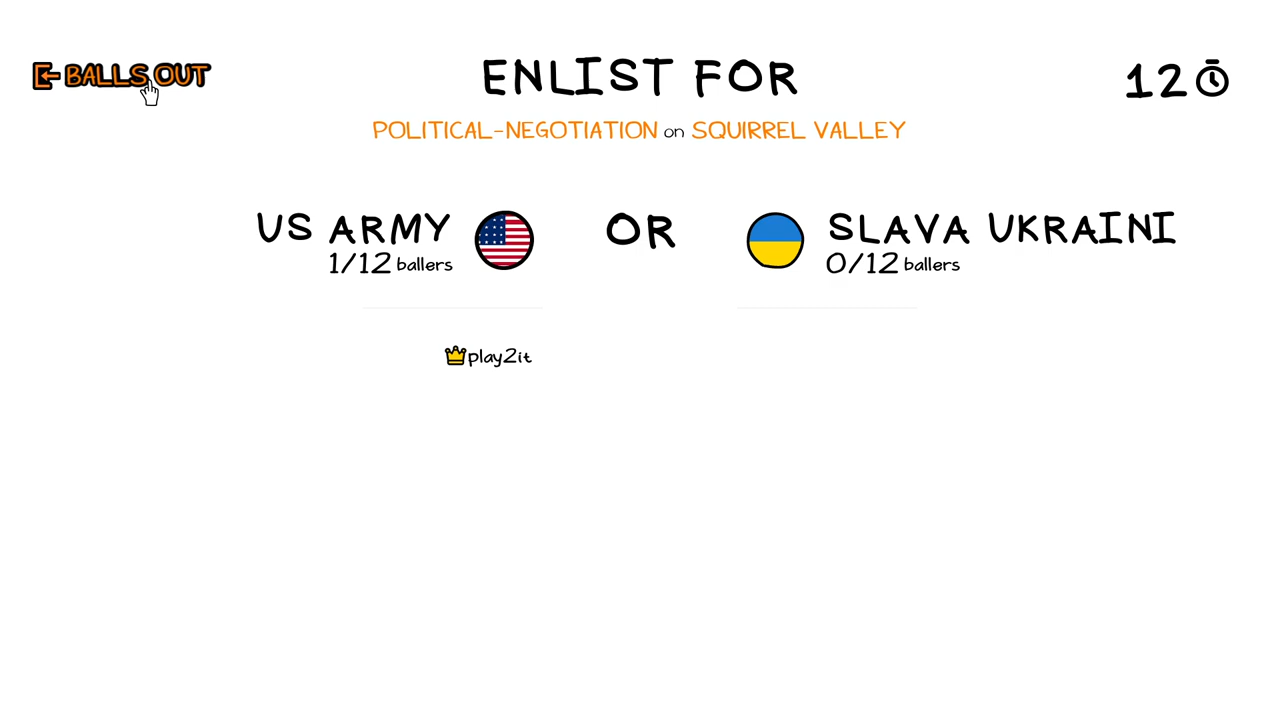 BALLS OUT
ENLIST FOR
12
POLITICAL-NEGOTIATION on SQUIRREL VALLEY
US ARMY
1/12 ballers
OR
SLAVA UKRAINI
0/12 ballers
play2it